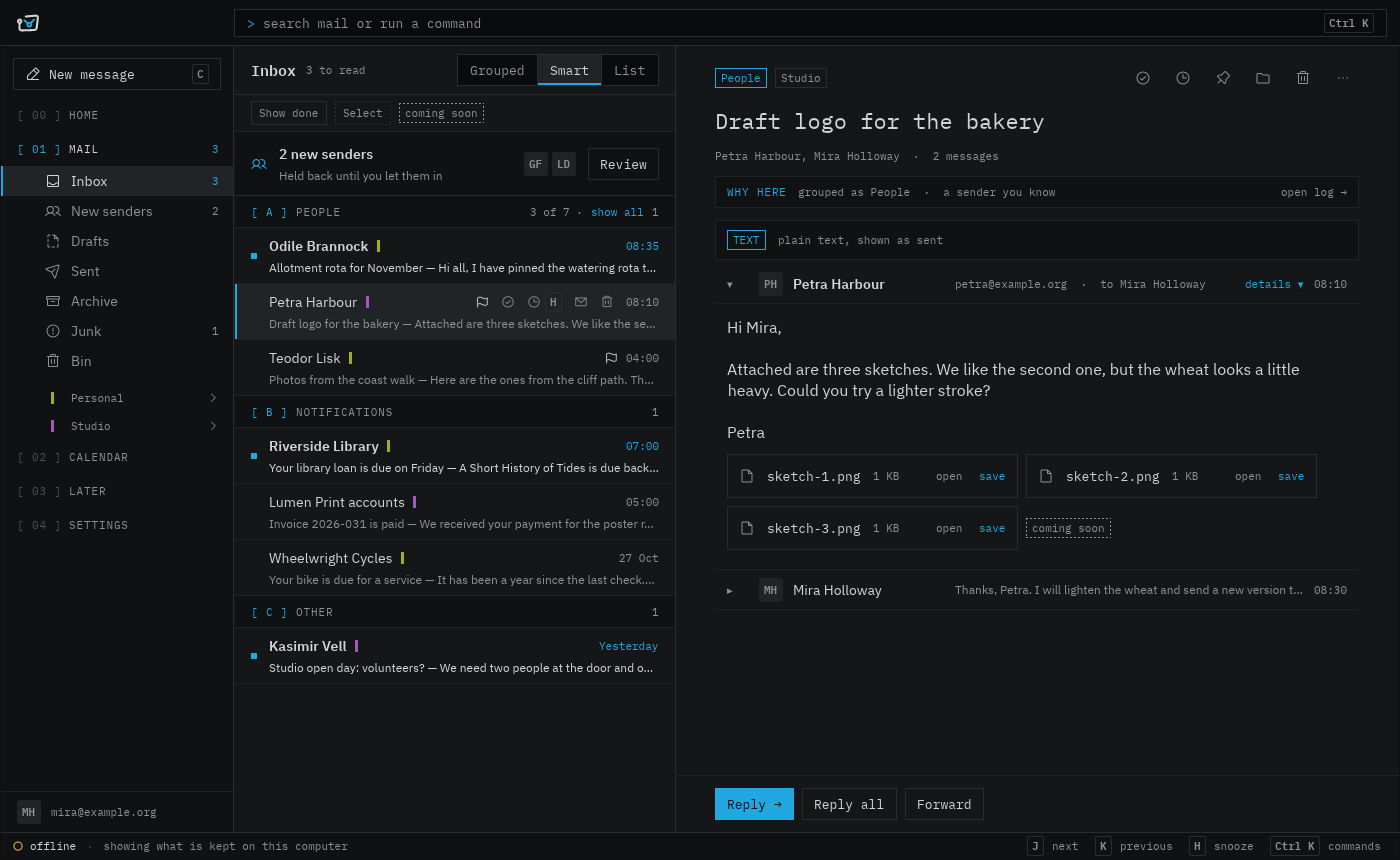 > search mail or run a command Ctrl K
New message C
[ 00 ] HOME
[ 01 ] MAIL 3
Inbox 3
New senders 2
Drafts
Sent
Archive
Junk 1
Bin
Personal
Studio
[ 02 ] CALENDAR
[ 03 ] LATER
[ 04 ] SETTINGS
MH mira@example.org
Inbox 3 to read Grouped Smart List
Show done Select coming soon
2 new senders
Held back until you let them in
GF LD Review
[ A ] PEOPLE 3 of 7 · show all 1
Odile Brannock 08:35
Allotment rota for November — Hi all, I have pinned the watering rota t…
Petra Harbour H 08:10
Draft logo for the bakery — Attached are three sketches. We like the se…
Teodor Lisk 04:00
Photos from the coast walk — Here are the ones from the cliff path. Th…
[ B ] NOTIFICATIONS 1
Riverside Library 07:00
Your library loan is due on Friday — A Short History of Tides is due back…
Lumen Print accounts 05:00
Invoice 2026-031 is paid — We received your payment for the poster r…
Wheelwright Cycles 27 Oct
Your bike is due for a service — It has been a year since the last check.…
[ C ] OTHER 1
Kasimir Vell Yesterday
Studio open day: volunteers? — We need two people at the door and o…
People Studio
Draft logo for the bakery
Petra Harbour, Mira Holloway · 2 messages
WHY HERE grouped as People · a sender you know open log →
TEXT plain text, shown as sent
▾ PH Petra Harbour petra@example.org · to Mira Holloway details ▾ 08:10
Hi Mira,
Attached are three sketches. We like the second one, but the wheat looks a little
heavy. Could you try a lighter stroke?
Petra
sketch-1.png 1 KB open save
sketch-2.png 1 KB open save
sketch-3.png 1 KB open save
coming soon
▸ MH Mira Holloway Thanks, Petra. I will lighten the wheat and send a new version t… 08:30
Reply → Reply all Forward
offline · showing what is kept on this computer
J next K previous H snooze Ctrl K commands